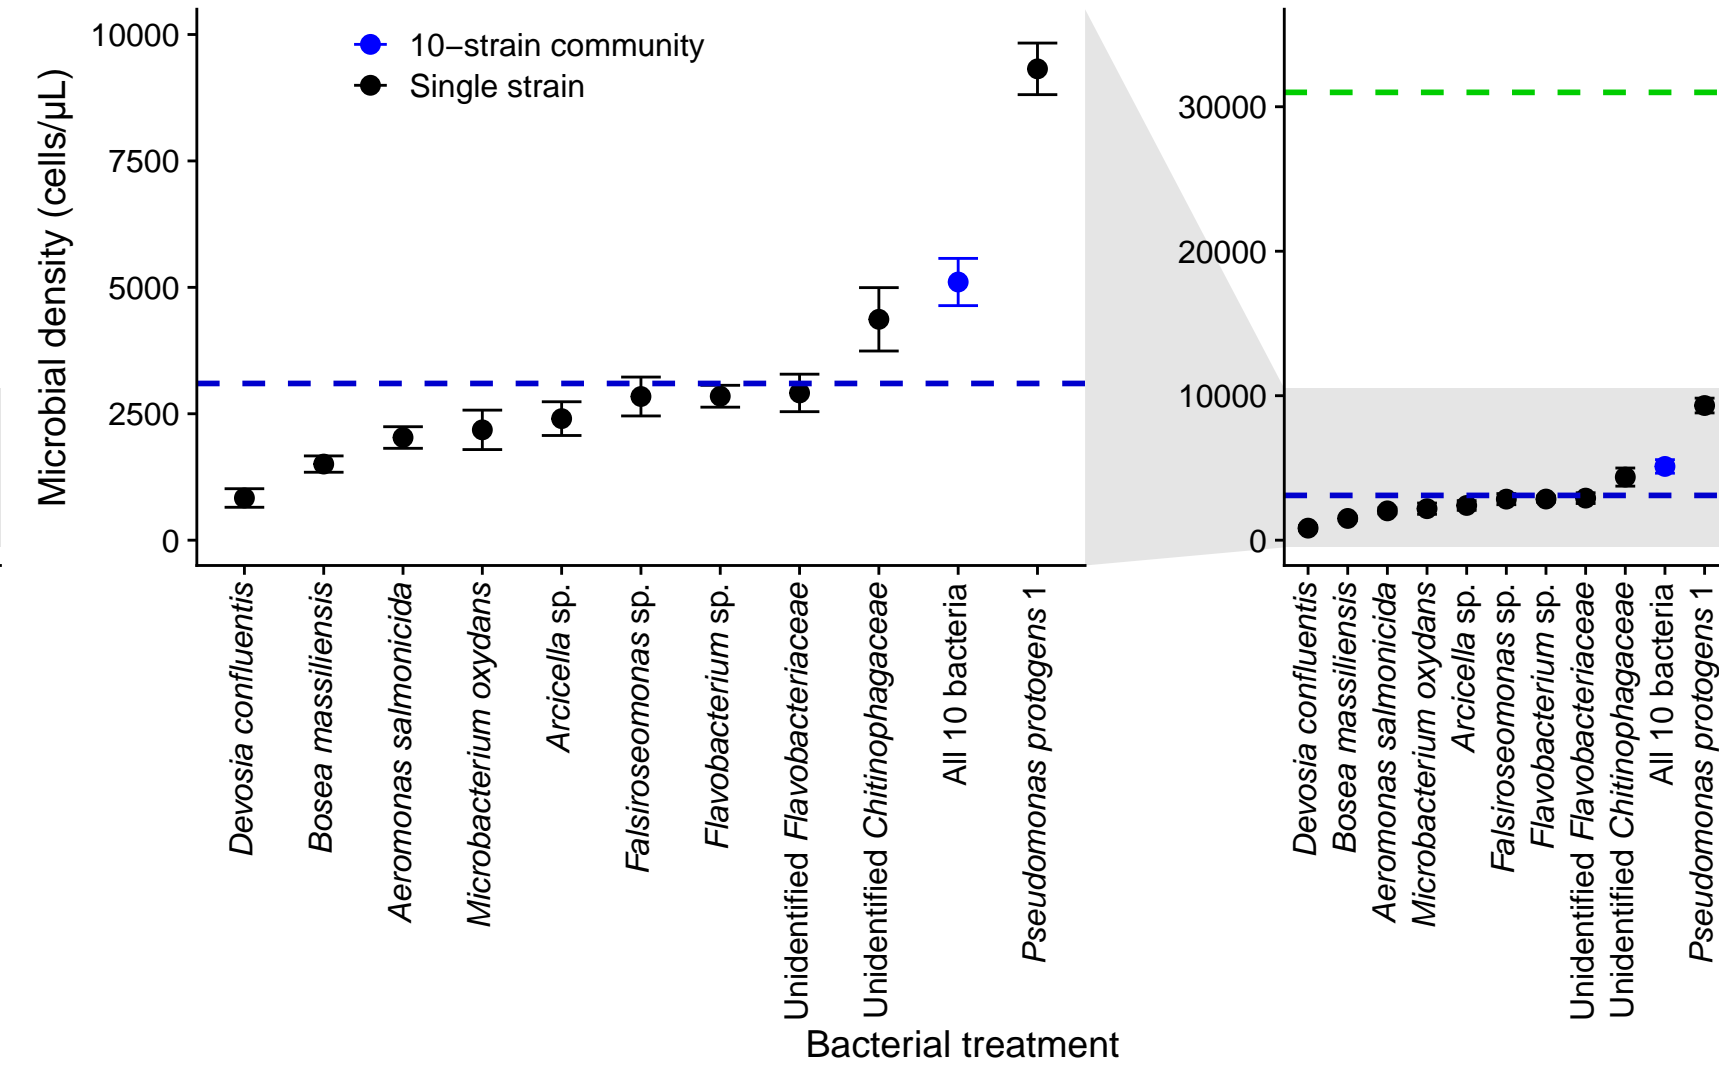 Microbial density (cells/μL)
10000
7500
5000
2500
0
10−strain community
Single strain
Devosia confluentis
Bosea massiliensis
Aeromonas salmonicida
Microbacterium oxydans
Arcicella sp.
Falsiroseomonas sp.
Flavobacterium sp.
Unidentified Flavobacteriaceae
Unidentified Chitinophagaceae
All 10 bacteria
Pseudomonas protogens 1
30000
20000
10000
0
Devosia confluentis
Bosea massiliensis
Aeromonas salmonicida
Microbacterium oxydans
Arcicella sp.
Falsiroseomonas sp.
Flavobacterium sp.
Unidentified Flavobacteriaceae
Unidentified Chitinophagaceae
All 10 bacteria
Pseudomonas protogens 1
Bacterial treatment